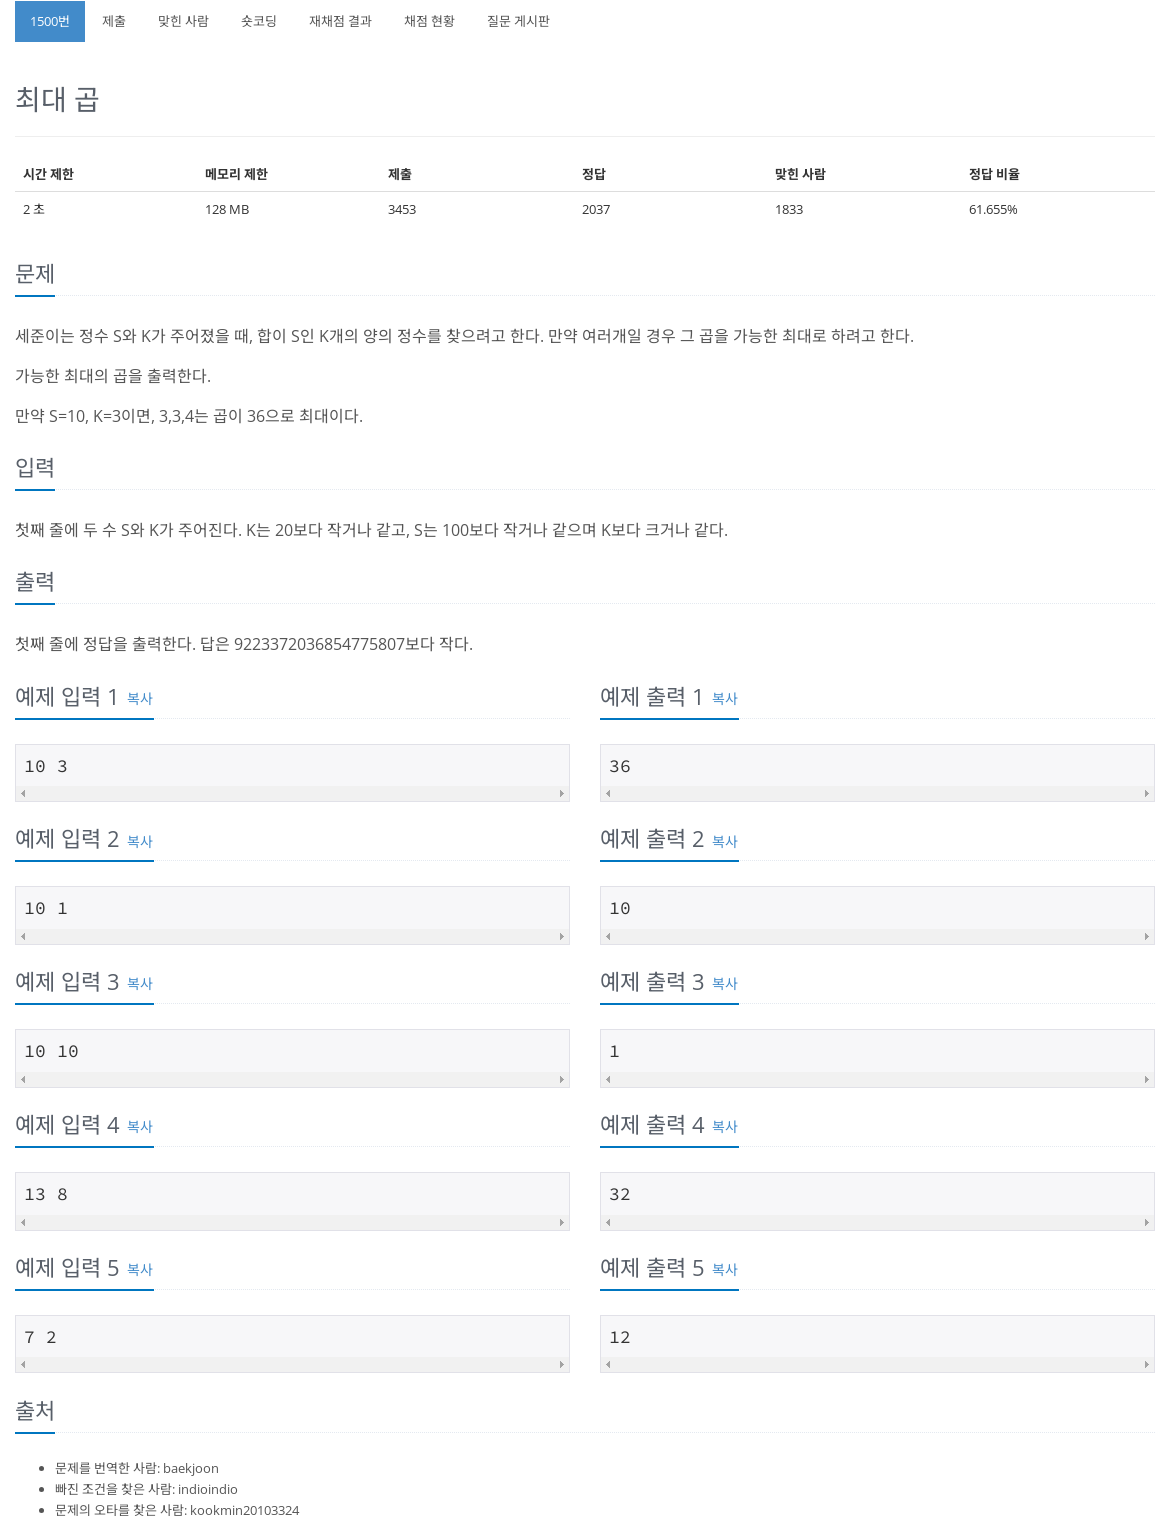 1500번 제출 맞힌 사람 숏코딩 재채점 결과 채점 현황 질문 게시판
최대 곱
시간 제한 메모리 제한 제출 정답 맞힌 사람 정답 비율
2 초 128 MB 3453 2037 1833 61.655%
문제
세준이는 정수 S와 K가 주어졌을 때, 합이 S인 K개의 양의 정수를 찾으려고 한다. 만약 여러개일 경우 그 곱을 가능한 최대로 하려고 한다.
가능한 최대의 곱을 출력한다.
만약 S=10, K=3이면, 3,3,4는 곱이 36으로 최대이다.
입력
첫째 줄에 두 수 S와 K가 주어진다. K는 20보다 작거나 같고, S는 100보다 작거나 같으며 K보다 크거나 같다.
출력
첫째 줄에 정답을 출력한다. 답은 9223372036854775807보다 작다.
예제 입력 1 복사 예제 출력 1 복사
10 3 36
예제 입력 2 복사 예제 출력 2 복사
10 1 10
예제 입력 3 복사 예제 출력 3 복사
10 10 1
예제 입력 4 복사 예제 출력 4 복사
13 8 32
예제 입력 5 복사 예제 출력 5 복사
7 2 12
출처
문제를 번역한 사람: baekjoon
빠진 조건을 찾은 사람: indioindio
문제의 오타를 찾은 사람: kookmin20103324